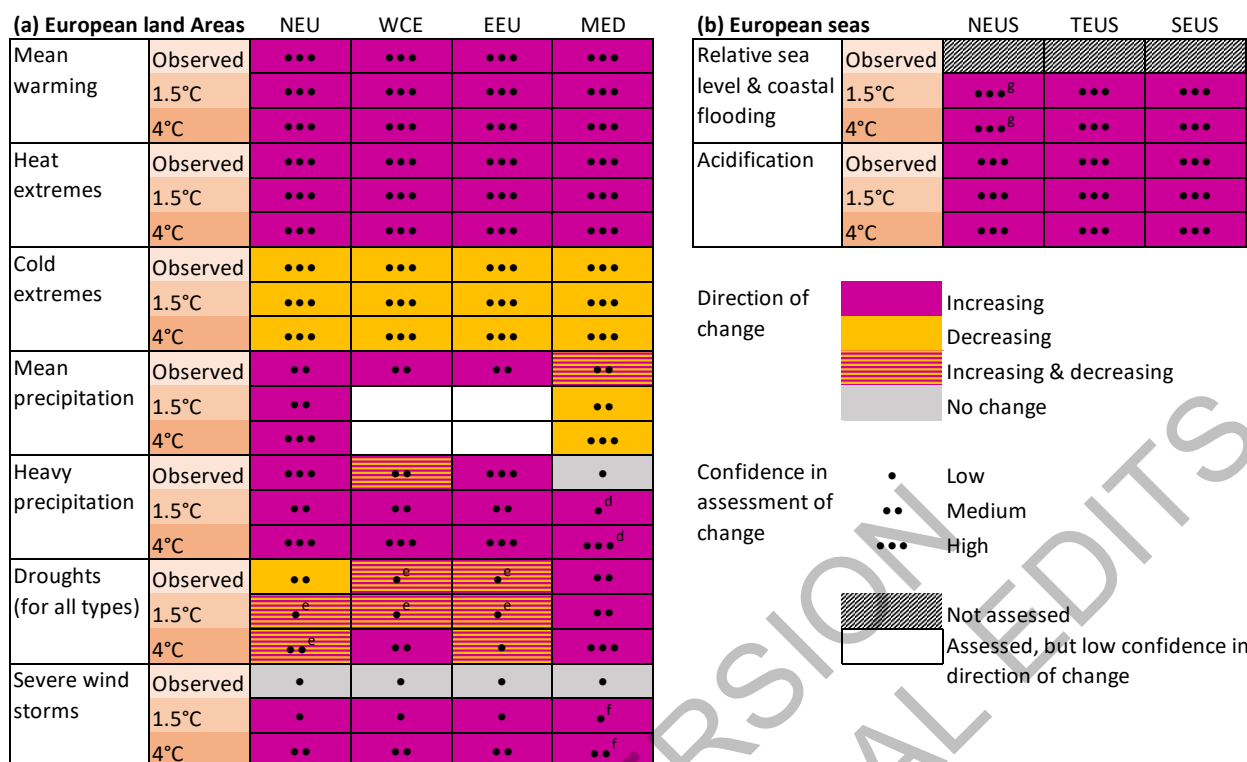 (a) European land Areas NEU WCE EEU MED
Mean warming Observed ••• ••• ••• •••
1.5°C ••• ••• ••• •••
4°C ••• ••• ••• •••
Heat extremes Observed ••• ••• ••• •••
1.5°C ••• ••• ••• •••
4°C ••• ••• ••• •••
Cold extremes Observed ••• ••• ••• •••
1.5°C ••• ••• ••• •••
4°C ••• ••• ••• •••
Mean precipitation Observed •• •• •• ••
1.5°C •• ••
4°C ••• •••
Heavy precipitation Observed ••• •• ••• •
1.5°C •• •• •• •d
4°C ••• ••• ••• •••d
Droughts (for all types) Observed •• •e •e ••
1.5°C •e •e •e ••
4°C ••e •• • •••
Severe wind storms Observed • • • •
1.5°C • • • •f
4°C •• •• •• ••f
(b) European seas NEUS TEUS SEUS
Relative sea level & coastal flooding Observed
1.5°C •••g ••• •••
4°C •••g ••• •••
Acidification Observed ••• ••• •••
1.5°C ••• ••• •••
4°C ••• ••• •••
Direction of change
Increasing
Decreasing
Increasing & decreasing
No change
Confidence in assessment of change
• Low
•• Medium
••• High
Not assessed
Assessed, but low confidence in
direction of change
EDITS